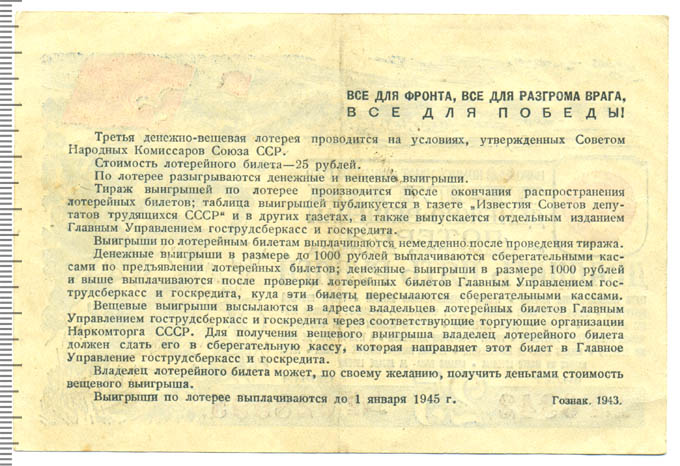 ВСЕ ДЛЯ ФРОНТА, ВСЕ ДЛЯ РАЗГРОМА ВРАГА,
ВСЕ ДЛЯ ПОБЕДЫ!
Третья денежно-вещевая лотерея проводится на условиях, утвержденных Советом
Народных Комиссаров Союза ССР.
Стоимость лотерейного билета—25 рублей.
По лотерее разыгрываются денежные и вещевые выигрыши.
Тираж выигрышей по лотерее производится после окончания распространения
лотерейных билетов; таблица выигрышей публикуется в газете „Известия Советов депу-
татов трудящихся СССР" и в других газетах, а также выпускается отдельным изданием
Главным Управлением гострудсберкасс и госкредита.
Выигрыши по лотерейным билетам выплачиваются немедленно после проведения тиража.
Денежные выигрыши в размере до 1000 рублей выплачиваются сберегательными кас-
сами по предъявлении лотерейных билетов; денежные выигрыши в размере 1000 рублей
и выше выплачиваются после проверки лотерейных билетов Главным Управлением гос-
трудсберкасс и госкредита, куда эти билеты пересылаются сберегательными кассами.
Вещевые выигрыши высылаются в адреса владельцев лотерейных билетов Главным
Управлением гострудсберкасс и госкредита через соответствующие торгующие организации
Наркомторга СССР. Для получения вещевого выигрыша владелец лотерейного билета
должен сдать его в сберегательную кассу, которая направляет этот билет в Главное
Управление гострудсберкасс и госкредита.
Владелец лотерейного билета может, по своему желанию, получить деньгами стоимость
вещевого выигрыша.
Выигрыши по лотерее выплачиваются до 1 января 1945 г. Гознак. 1943.